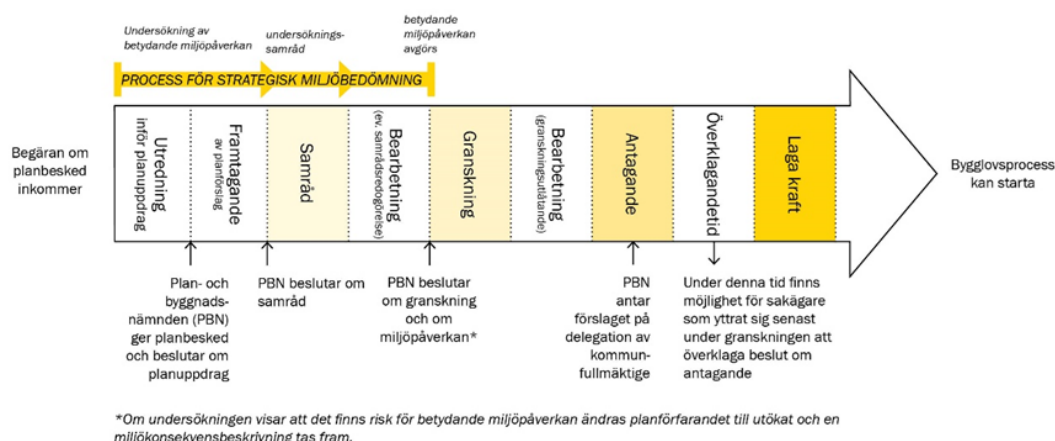 Undersökning av
betydande miljöpåverkan
undersöknings-
samråd
betydande
miljöpåverkan
avgörs
PROCESS FÖR STRATEGISK MILJÖBEDÖMNING
Begäran om
planbesked
inkommer
Utredning
inför planuppdrag
Framtagande
av planförslag
Samråd
Bearbetning
(ev. samrådsredogörelse)
Granskning
Bearbetning
(granskningsutlåtande)
Antagande
Överklagandetid
Laga kraft
Bygglovsprocess
kan starta
Plan- och
byggnads-
nämnden (PBN)
ger planbesked
och beslutar om
planuppdrag
PBN beslutar om
samråd
PBN beslutar
om granskning
och om
miljöpåverkan*
PBN
antar
förslaget på
delegation av
kommun-
fullmäktige
Under denna tid finns
möjlighet för sakägare
som yttrat sig senast
under granskningen att
överklaga beslut om
antagande
*Om undersökningen visar att det finns risk för betydande miljöpåverkan ändras planförfarandet till utökat och en
miljökonsekvensbeskrivning tas fram.